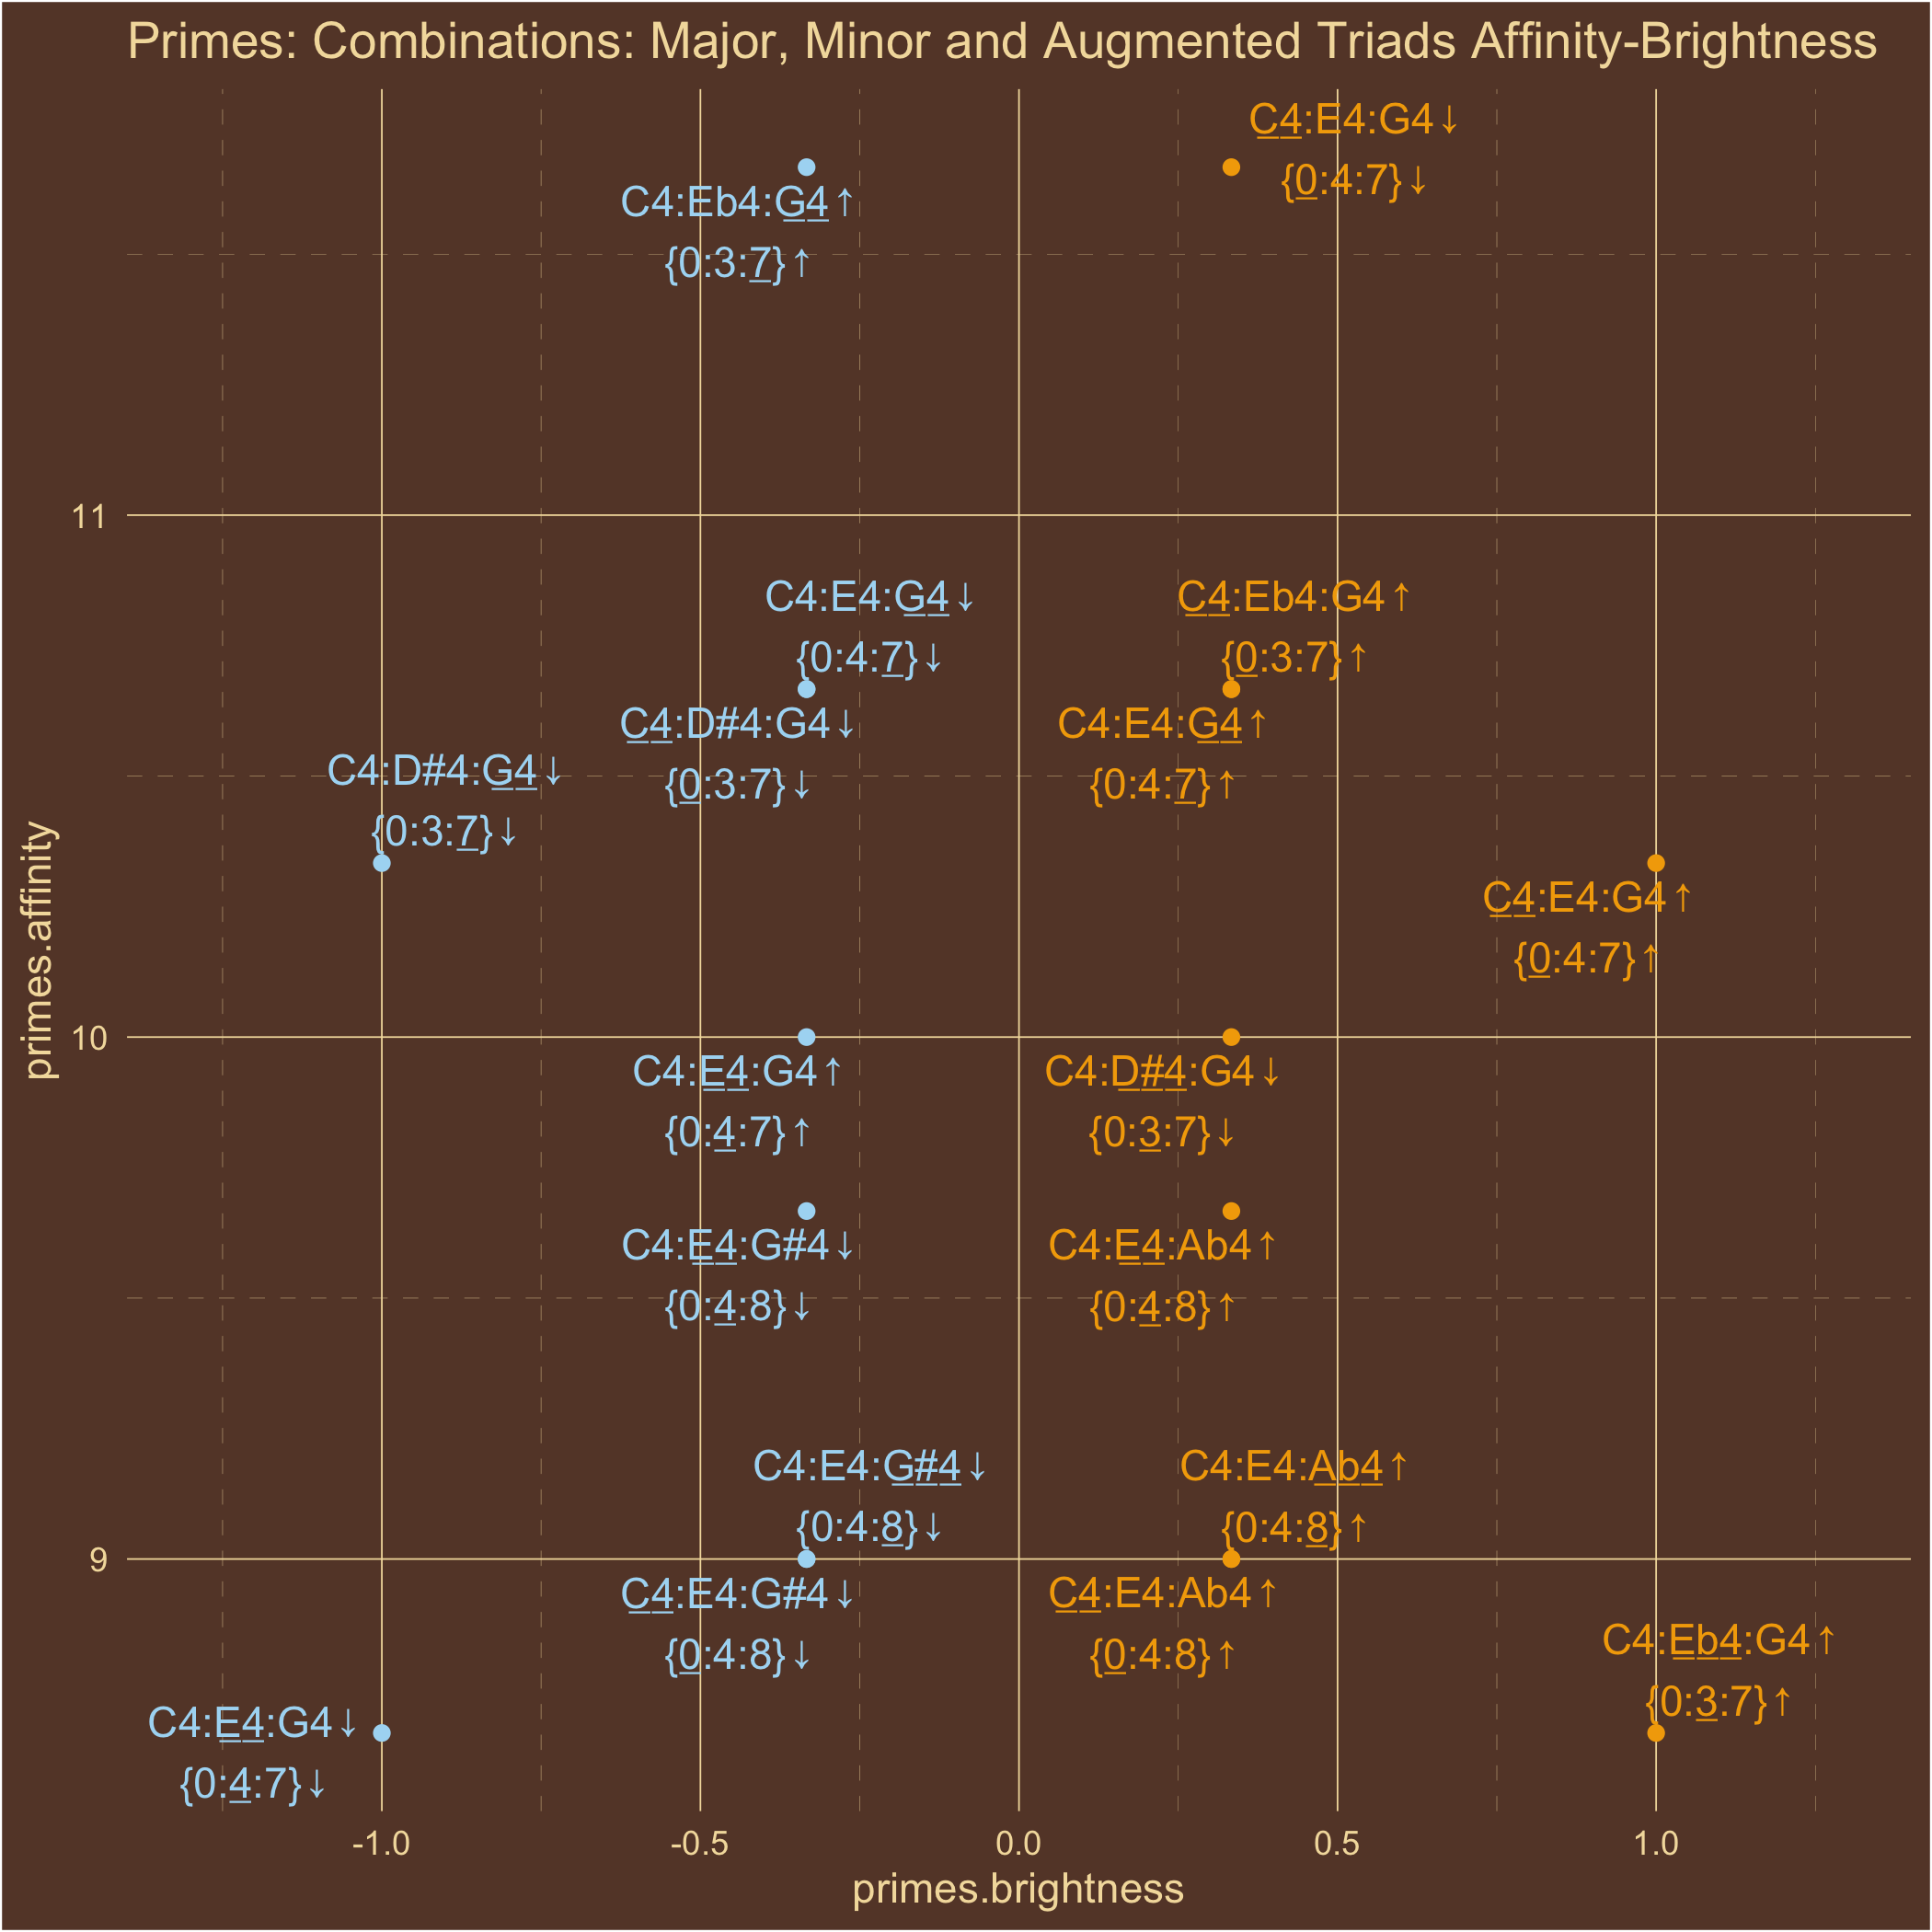 Primes: Combinations: Major, Minor and Augmented Triads Affinity-Brightness
C4:E4:G4↓
{0:4:7}↓
C4:Eb4:G4↑
{0:3:7}↑
11
C4:E4:G4↓
{0:4:7}↓
C4:Eb4:G4↑
{0:3:7}↑
C4:D#4:G4↓
{0:3:7}↓
C4:E4:G4↑
{0:4:7}↑
C4:D#4:G4↓
{0:3:7}↓
C4:E4:G4↑
{0:4:7}↑
primes.affinity
10
C4:E4:G4↑
{0:4:7}↑
C4:D#4:G4↓
{0:3:7}↓
C4:E4:G#4↓
{0:4:8}↓
C4:E4:Ab4↑
{0:4:8}↑
C4:E4:G#4↓
{0:4:8}↓
C4:E4:Ab4↑
{0:4:8}↑
9
C4:E4:G#4↓
{0:4:8}↓
C4:E4:Ab4↑
{0:4:8}↑
C4:Eb4:G4↑
{0:3:7}↑
C4:E4:G4↓
{0:4:7}↓
-1.0
-0.5
0.0
0.5
1.0
primes.brightness